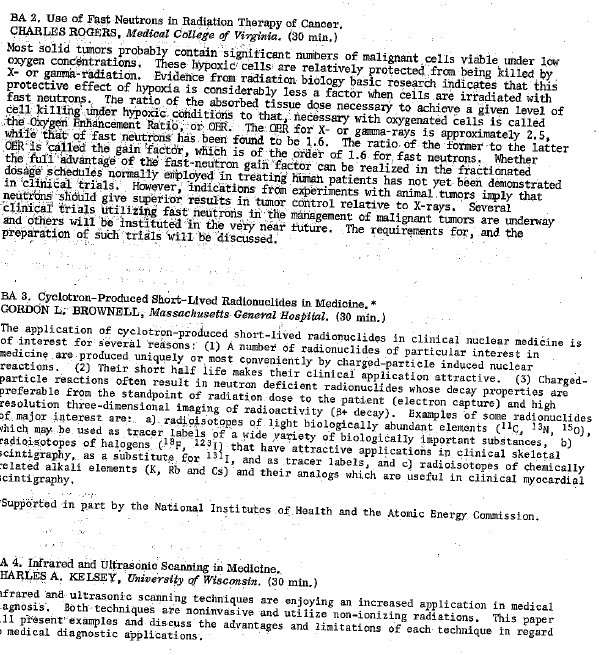 BA 2. Use of Fast Neutrons in Radiation Therapy of Cancer.
CHARLES ROGERS, Medical College of Virginia. (30 min.)
Most solid tumors probably contain significant numbers of malignant cells viable under low
oxygen concentrations. These hypoxic cells are relatively protected from being killed by
X- or gamma-radiation. Evidence from radiation biology basic research indicates that this
protective effect of hypoxia is considerably less a factor when cells are irradiated with
fast neutrons. The ratio of the absorbed tissue dose necessary to achieve a given level of
cell killing under hypoxic conditions to that, necessary with oxygenated cells is called
the Oxygen Enhancement Ratio, or OER. The OER for X- or gamma-rays is approximately 2.5,
while that of fast neutrons has been found to be 1.6. The ratio of the former to the latter
OER is called the gain factor, which is of the order of 1.6 for fast neutrons. Whether
the full advantage of the fast-neutron gain factor can be realized in the fractionated
dosage schedules normally employed in treating human patients has not yet been demonstrated
in clinical trials. However, indications from experiments with animal tumors imply that
neutrons should give superior results in tumor control relative to X-rays. Several
clinical trials utilizing fast neutrons in the management of malignant tumors are underway
and others will be instituted in the very near future. The requirements for, and the
preparation of such trials will be discussed.
BA 3. Cyclotron-Produced Short-Lived Radionuclides in Medicine.*
GORDON L. BROWNELL, Massachusetts General Hospital. (30 min.)
The application of cyclotron-produced short-lived radionuclides in clinical nuclear medicine is
of interest for several reasons: (1) A number of radionuclides of particular interest in
medicine are produced uniquely or most conveniently by charged-particle induced nuclear
reactions. (2) Their short half life makes their clinical application attractive. (3) Charged-
particle reactions often result in neutron deficient radionuclides whose decay properties are
preferable from the standpoint of radiation dose to the patient (electron capture) and high
resolution three-dimensional imaging of radioactivity (β+ decay). Examples of some radionuclides
of major interest are: a) radioisotopes of light biologically abundant elements (¹¹C, ¹³N, ¹⁵O),
which may be used as tracer labels of a wide variety of biologically important substances, b)
radioisotopes of halogens (¹⁸F, ¹²³I) that have attractive applications in clinical skeletal
scintigraphy, as a substitute for ¹³¹I, and as tracer labels, and c) radioisotopes of chemically
related alkali elements (K, Rb and Cs) and their analogs which are useful in clinical myocardial
scintigraphy.
Supported in part by the National Institutes of Health and the Atomic Energy Commission.
A 4. Infrared and Ultrasonic Scanning in Medicine.
HARLES A. KELSEY, University of Wisconsin. (30 min.)
nfrared and ultrasonic scanning techniques are enjoying an increased application in medical
agnosis. Both techniques are noninvasive and utilize non-ionizing radiations. This paper
ll present examples and discuss the advantages and limitations of each technique in regard
medical diagnostic applications.